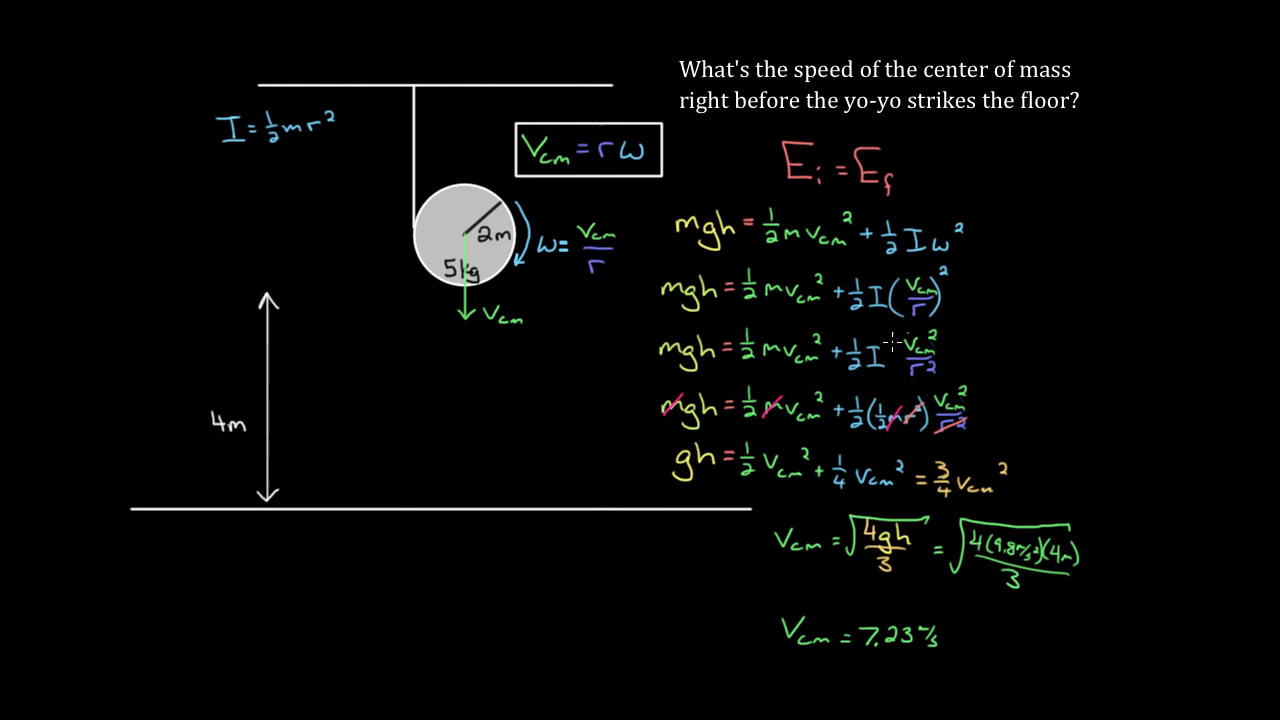 What's the speed of the center of mass
right before the yo-yo strikes the floor?
I = ½mr²
Vcm = rω
Ei = Ef
2m
5kg
ω = Vcm/r
Vcm
4m
mgh = ½mvcm² + ½Iω²
mgh = ½mvcm² + ½I(vcm/r)²
mgh = ½mvcm² + ½I vcm²/r²
mgh = ½mvcm² + ½(½mr²) vcm²/r²
gh = ½vcm² + ¼vcm² = ¾vcm²
Vcm = √(4gh/3) = √(4(9.8m/s²)(4m)/3)
Vcm = 7.23 m/s